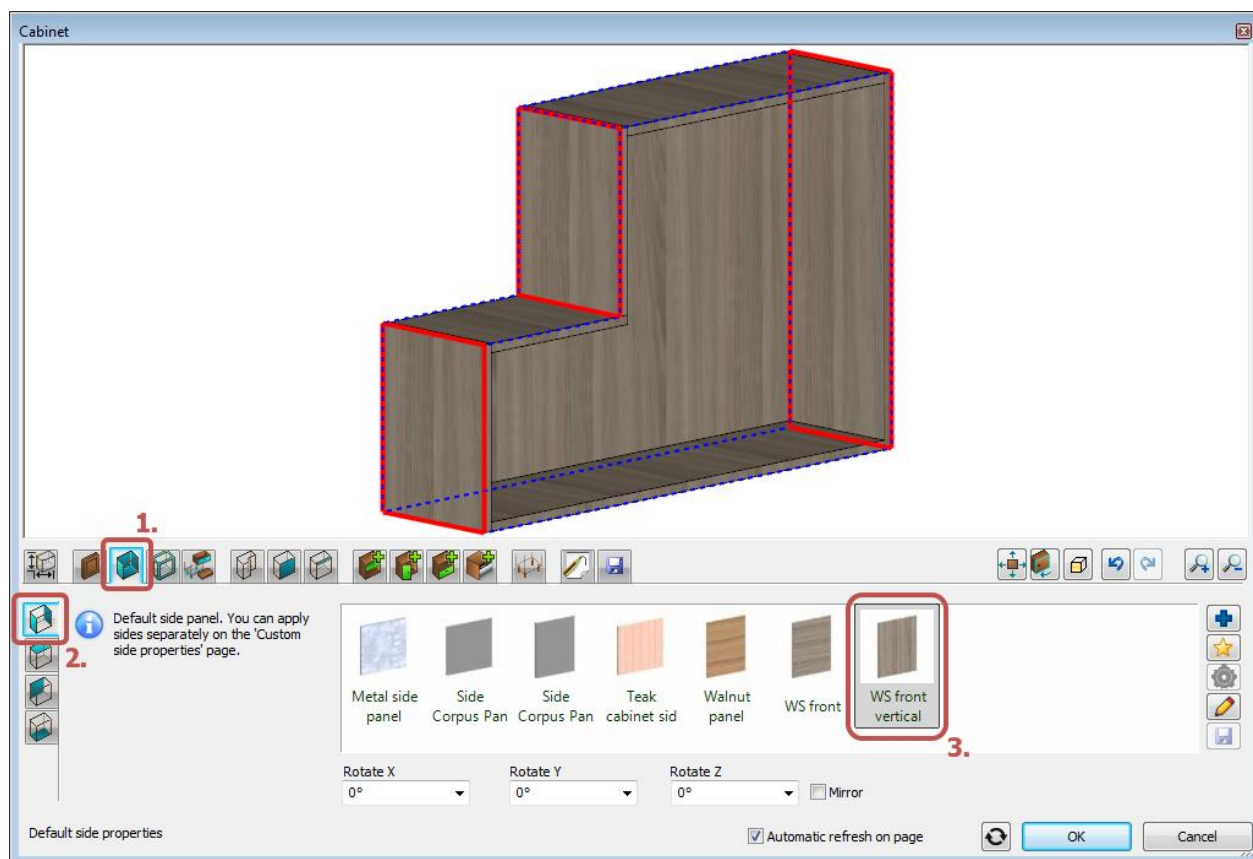 Cabinet
1.
2.
Default side panel. You can apply
sides separately on the 'Custom
side properties' page.
Metal side
panel
Side
Corpus Pan
Side
Corpus Pan
Teak
cabinet sid
Walnut
panel
WS front
WS front
vertical
3.
Rotate X
0°
Rotate Y
0°
Rotate Z
0°
Mirror
Default side properties
Automatic refresh on page
OK
Cancel